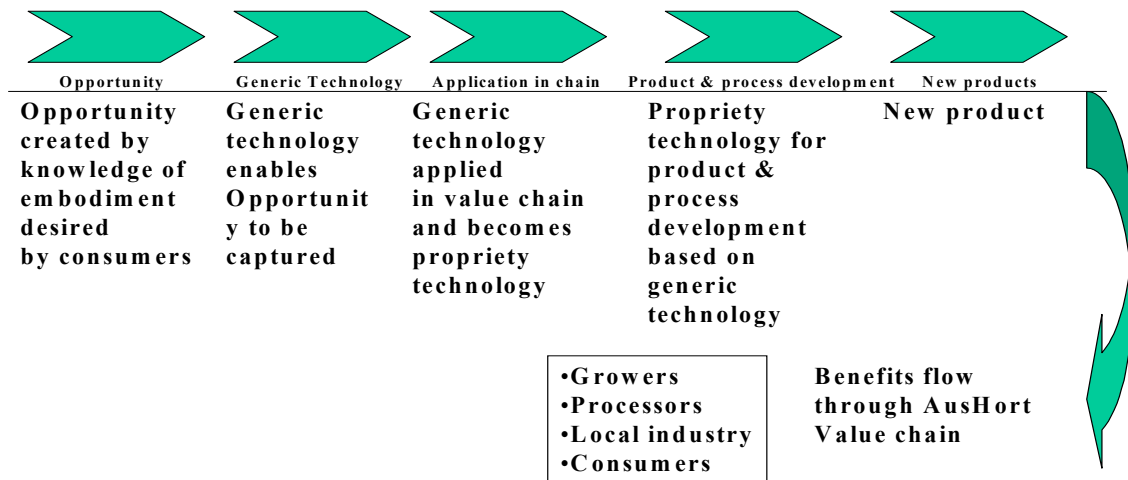 Opportunity
Generic Technology
Application in chain
Product & process development
New products
Opportunity
created by
knowledge of
embodiment
desired
by consumers
Generic
technology
enables
Opportunit
y to be
captured
Generic
technology
applied
in value chain
and becomes
propriety
technology
Propriety
technology for
product &
process
development
based on
generic
technology
New product
•Growers
•Processors
•Local industry
•Consumers
Benefits flow
through AusHort
Value chain